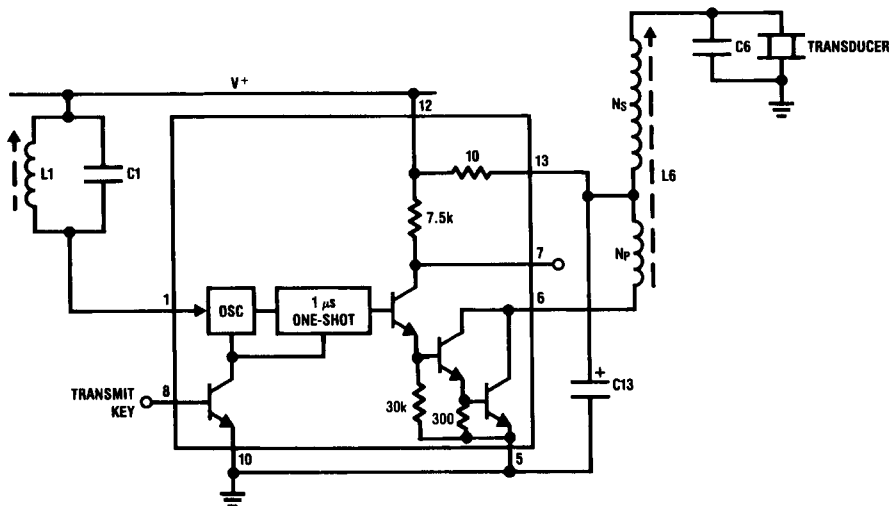 C6
TRANSDUCER
V+
12
NS
L1
C1
10
13
L6
7.5k
7
NP
1
OSC
1 μs
ONE-SHOT
6
TRANSMIT
KEY
8
30k
300
+
C13
10
5